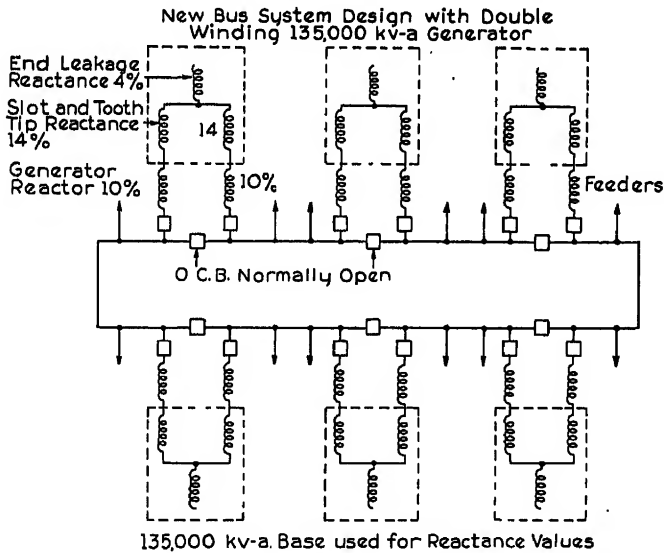 New Bus System Design with Double
Winding 135,000 kv-a Generator
End Leakage
Reactance 4%
Slot and Tooth
Tip Reactance
14%
14
Generator
Reactor 10%
10%
Feeders
O.C.B. Normally Open
135,000 kv-a. Base used for Reactance Values